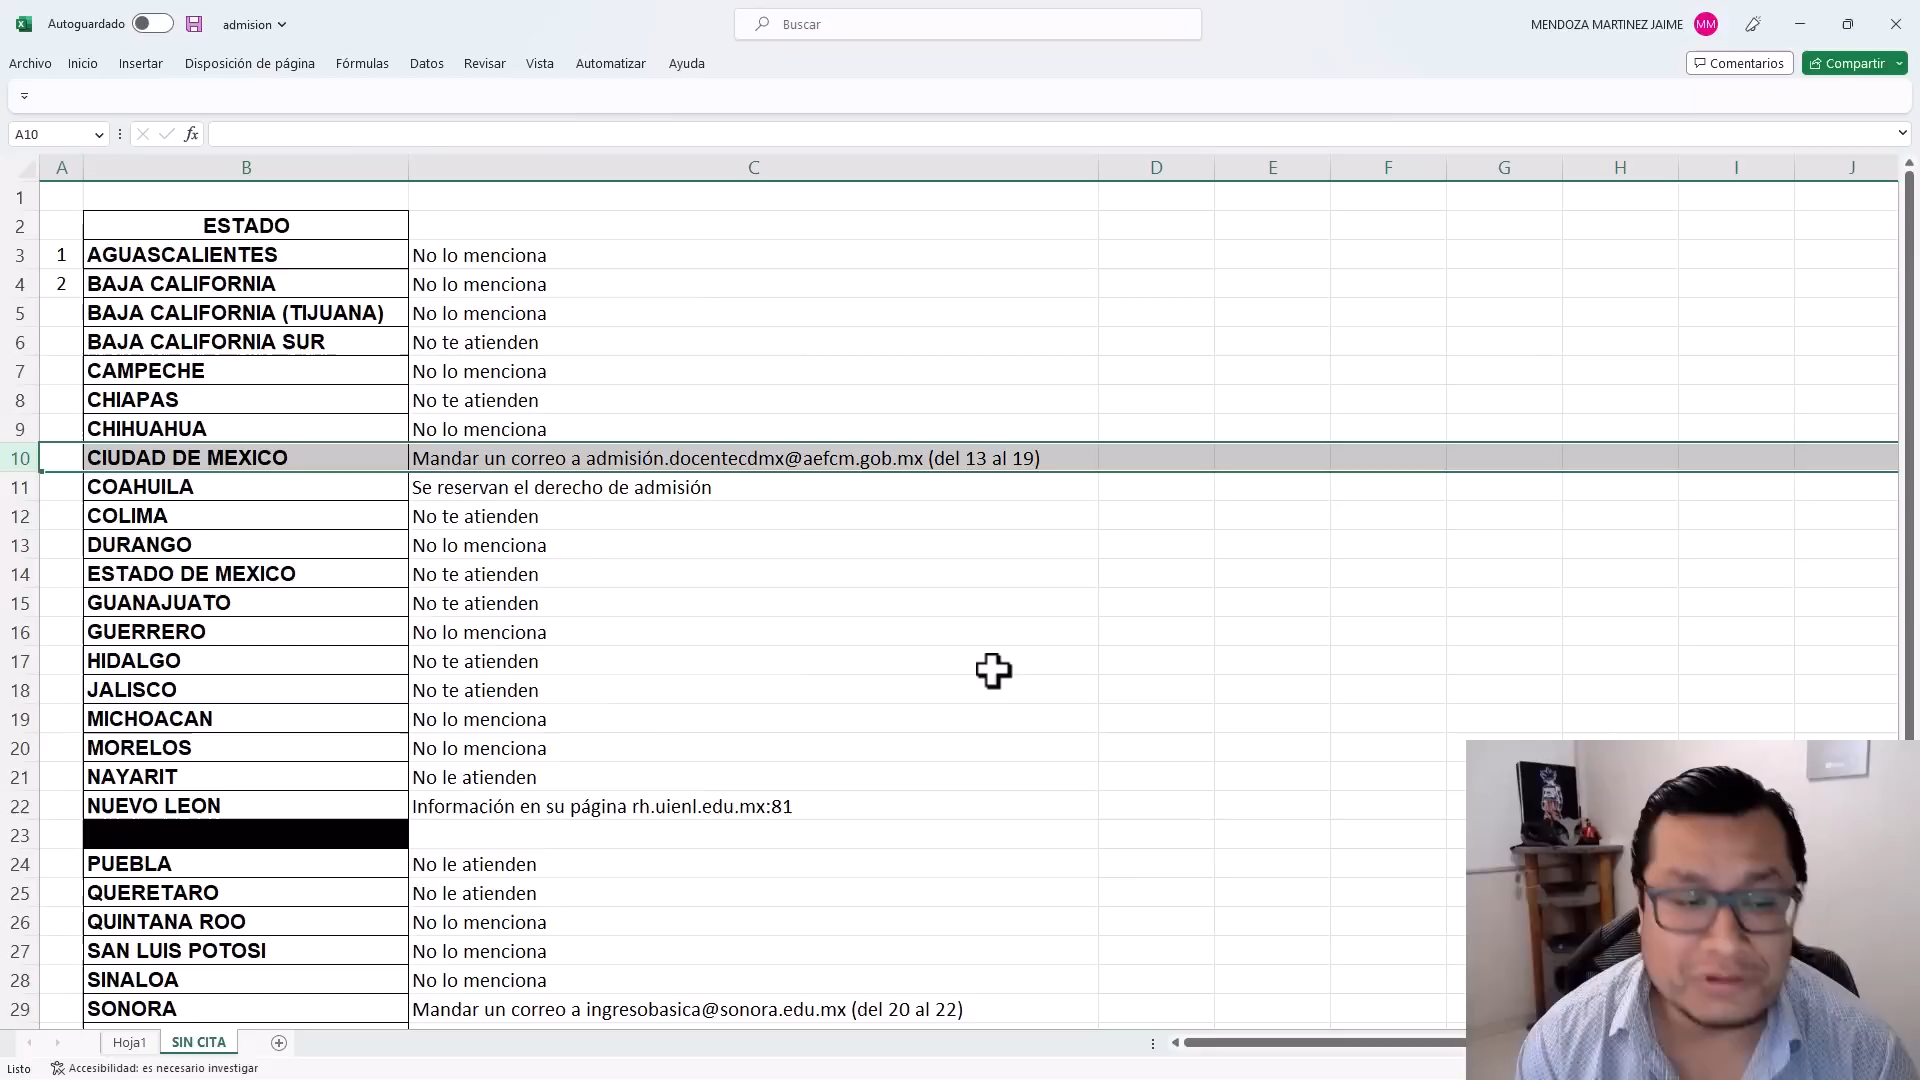 Autoguardado
admision
Buscar
MENDOZA MARTINEZ JAIME
MM
Archivo Inicio Insertar Disposición de página Fórmulas Datos Revisar Vista Automatizar Ayuda
Comentarios
Compartir
A10
fx
A B C D E F G H I J
1
2 ESTADO
3 1 AGUASCALIENTES No lo menciona
4 2 BAJA CALIFORNIA No lo menciona
5 BAJA CALIFORNIA (TIJUANA) No lo menciona
6 BAJA CALIFORNIA SUR No te atienden
7 CAMPECHE No lo menciona
8 CHIAPAS No te atienden
9 CHIHUAHUA No lo menciona
10 CIUDAD DE MEXICO Mandar un correo a admisión.docentecdmx@aefcm.gob.mx (del 13 al 19)
11 COAHUILA Se reservan el derecho de admisión
12 COLIMA No te atienden
13 DURANGO No lo menciona
14 ESTADO DE MEXICO No te atienden
15 GUANAJUATO No te atienden
16 GUERRERO No lo menciona
17 HIDALGO No te atienden
18 JALISCO No te atienden
19 MICHOACAN No lo menciona
20 MORELOS No lo menciona
21 NAYARIT No le atienden
22 NUEVO LEON Información en su página rh.uienl.edu.mx:81
23
24 PUEBLA No le atienden
25 QUERETARO No le atienden
26 QUINTANA ROO No lo menciona
27 SAN LUIS POTOSI No lo menciona
28 SINALOA No lo menciona
29 SONORA Mandar un correo a ingresobasica@sonora.edu.mx (del 20 al 22)
Hoja1 SIN CITA
Listo Accesibilidad: es necesario investigar